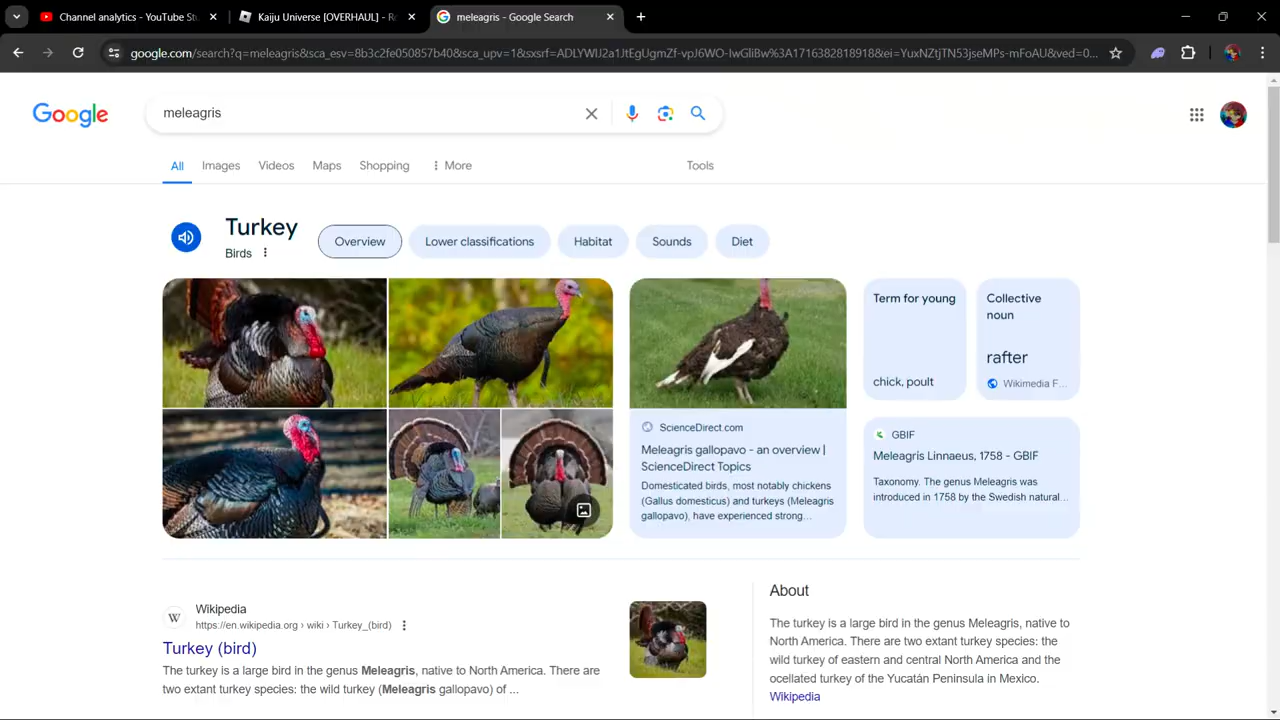 Channel analytics - YouTube St
Kaiju Universe [OVERHAUL] - R
meleagris - Google Search
google.com/search?q=meleagris&sca_esv=8b3c2fe050857b40&sca_upv=1&sxsrf=ADLYWIJ2a1JtEgUgmZf-vpJ6WO-IwGliBw%3A1716382818918&ei=YuxNZtjTN53jseMPs-mFoAU&ved=0...
Google
meleagris
All Images Videos Maps Shopping More Tools
Turkey
Birds
Overview Lower classifications Habitat Sounds Diet
ScienceDirect.com
Meleagris gallopavo - an overview |
ScienceDirect Topics
Domesticated birds, most notably chickens
(Gallus domesticus) and turkeys (Meleagris
gallopavo), have experienced strong...
Term for young
chick, poult
Collective
noun
rafter
Wikimedia F...
GBIF
Meleagris Linnaeus, 1758 - GBIF
Taxonomy. The genus Meleagris was
introduced in 1758 by the Swedish natural...
W
Wikipedia
https://en.wikipedia.org › wiki › Turkey_(bird)
Turkey (bird)
The turkey is a large bird in the genus Meleagris, native to North America. There are
two extant turkey species: the wild turkey (Meleagris gallopavo) of ...
About
The turkey is a large bird in the genus Meleagris, native to
North America. There are two extant turkey species: the
wild turkey of eastern and central North America and the
ocellated turkey of the Yucatán Peninsula in Mexico.
Wikipedia